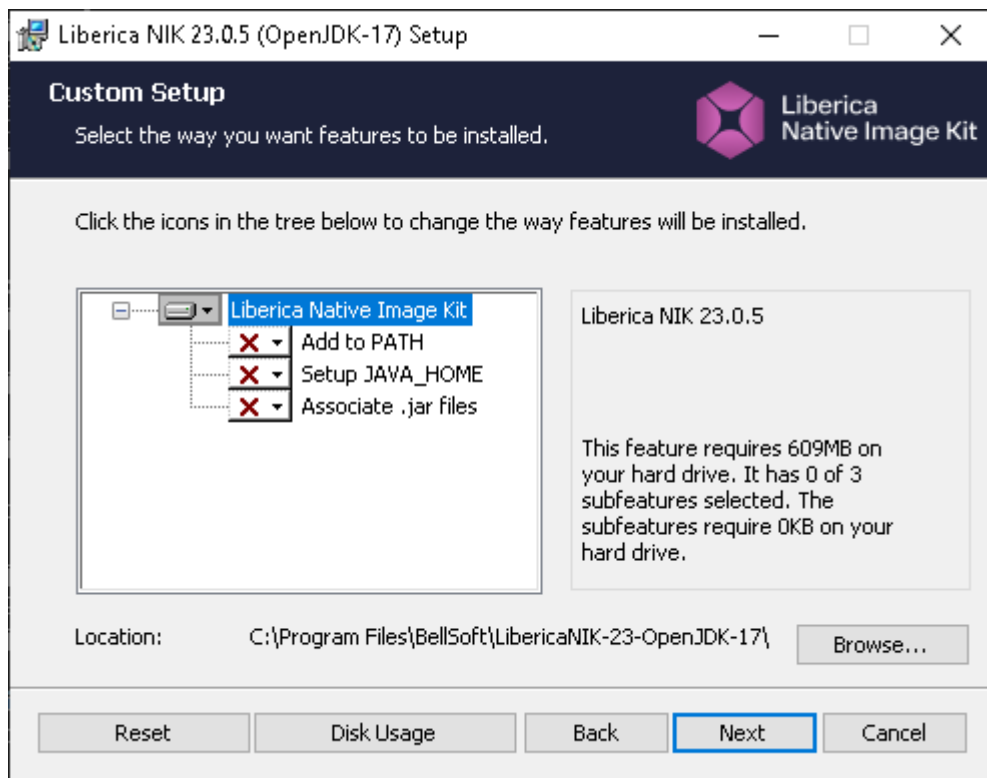 Liberica NIK 23.0.5 (OpenJDK-17) Setup
Custom Setup
Select the way you want features to be installed.
Liberica
Native Image Kit
Click the icons in the tree below to change the way features will be installed.
Liberica Native Image Kit
Add to PATH
Setup JAVA_HOME
Associate .jar files
Liberica NIK 23.0.5
This feature requires 609MB on
your hard drive. It has 0 of 3
subfeatures selected. The
subfeatures require 0KB on your
hard drive.
Location: C:\Program Files\BellSoft\LibericaNIK-23-OpenJDK-17\ Browse...
Reset Disk Usage Back Next Cancel